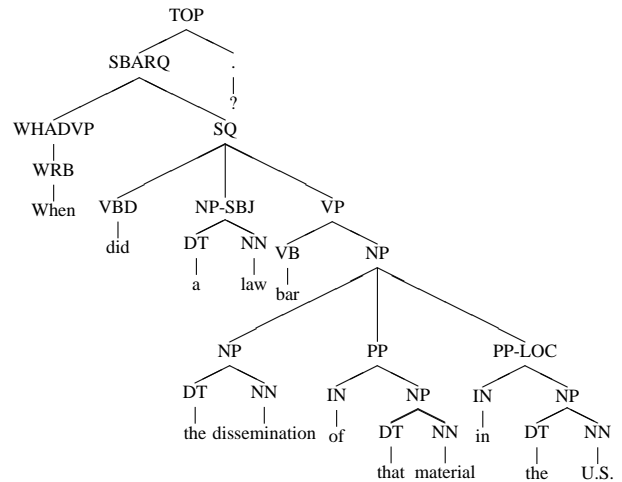 TOP
SBARQ .
?
WHADVP SQ
WRB
When VBD NP-SBJ VP
did DT NN VB NP
a law bar
NP PP PP-LOC
DT NN IN NP IN NP
the dissemination of DT NN in DT NN
that material the U.S.